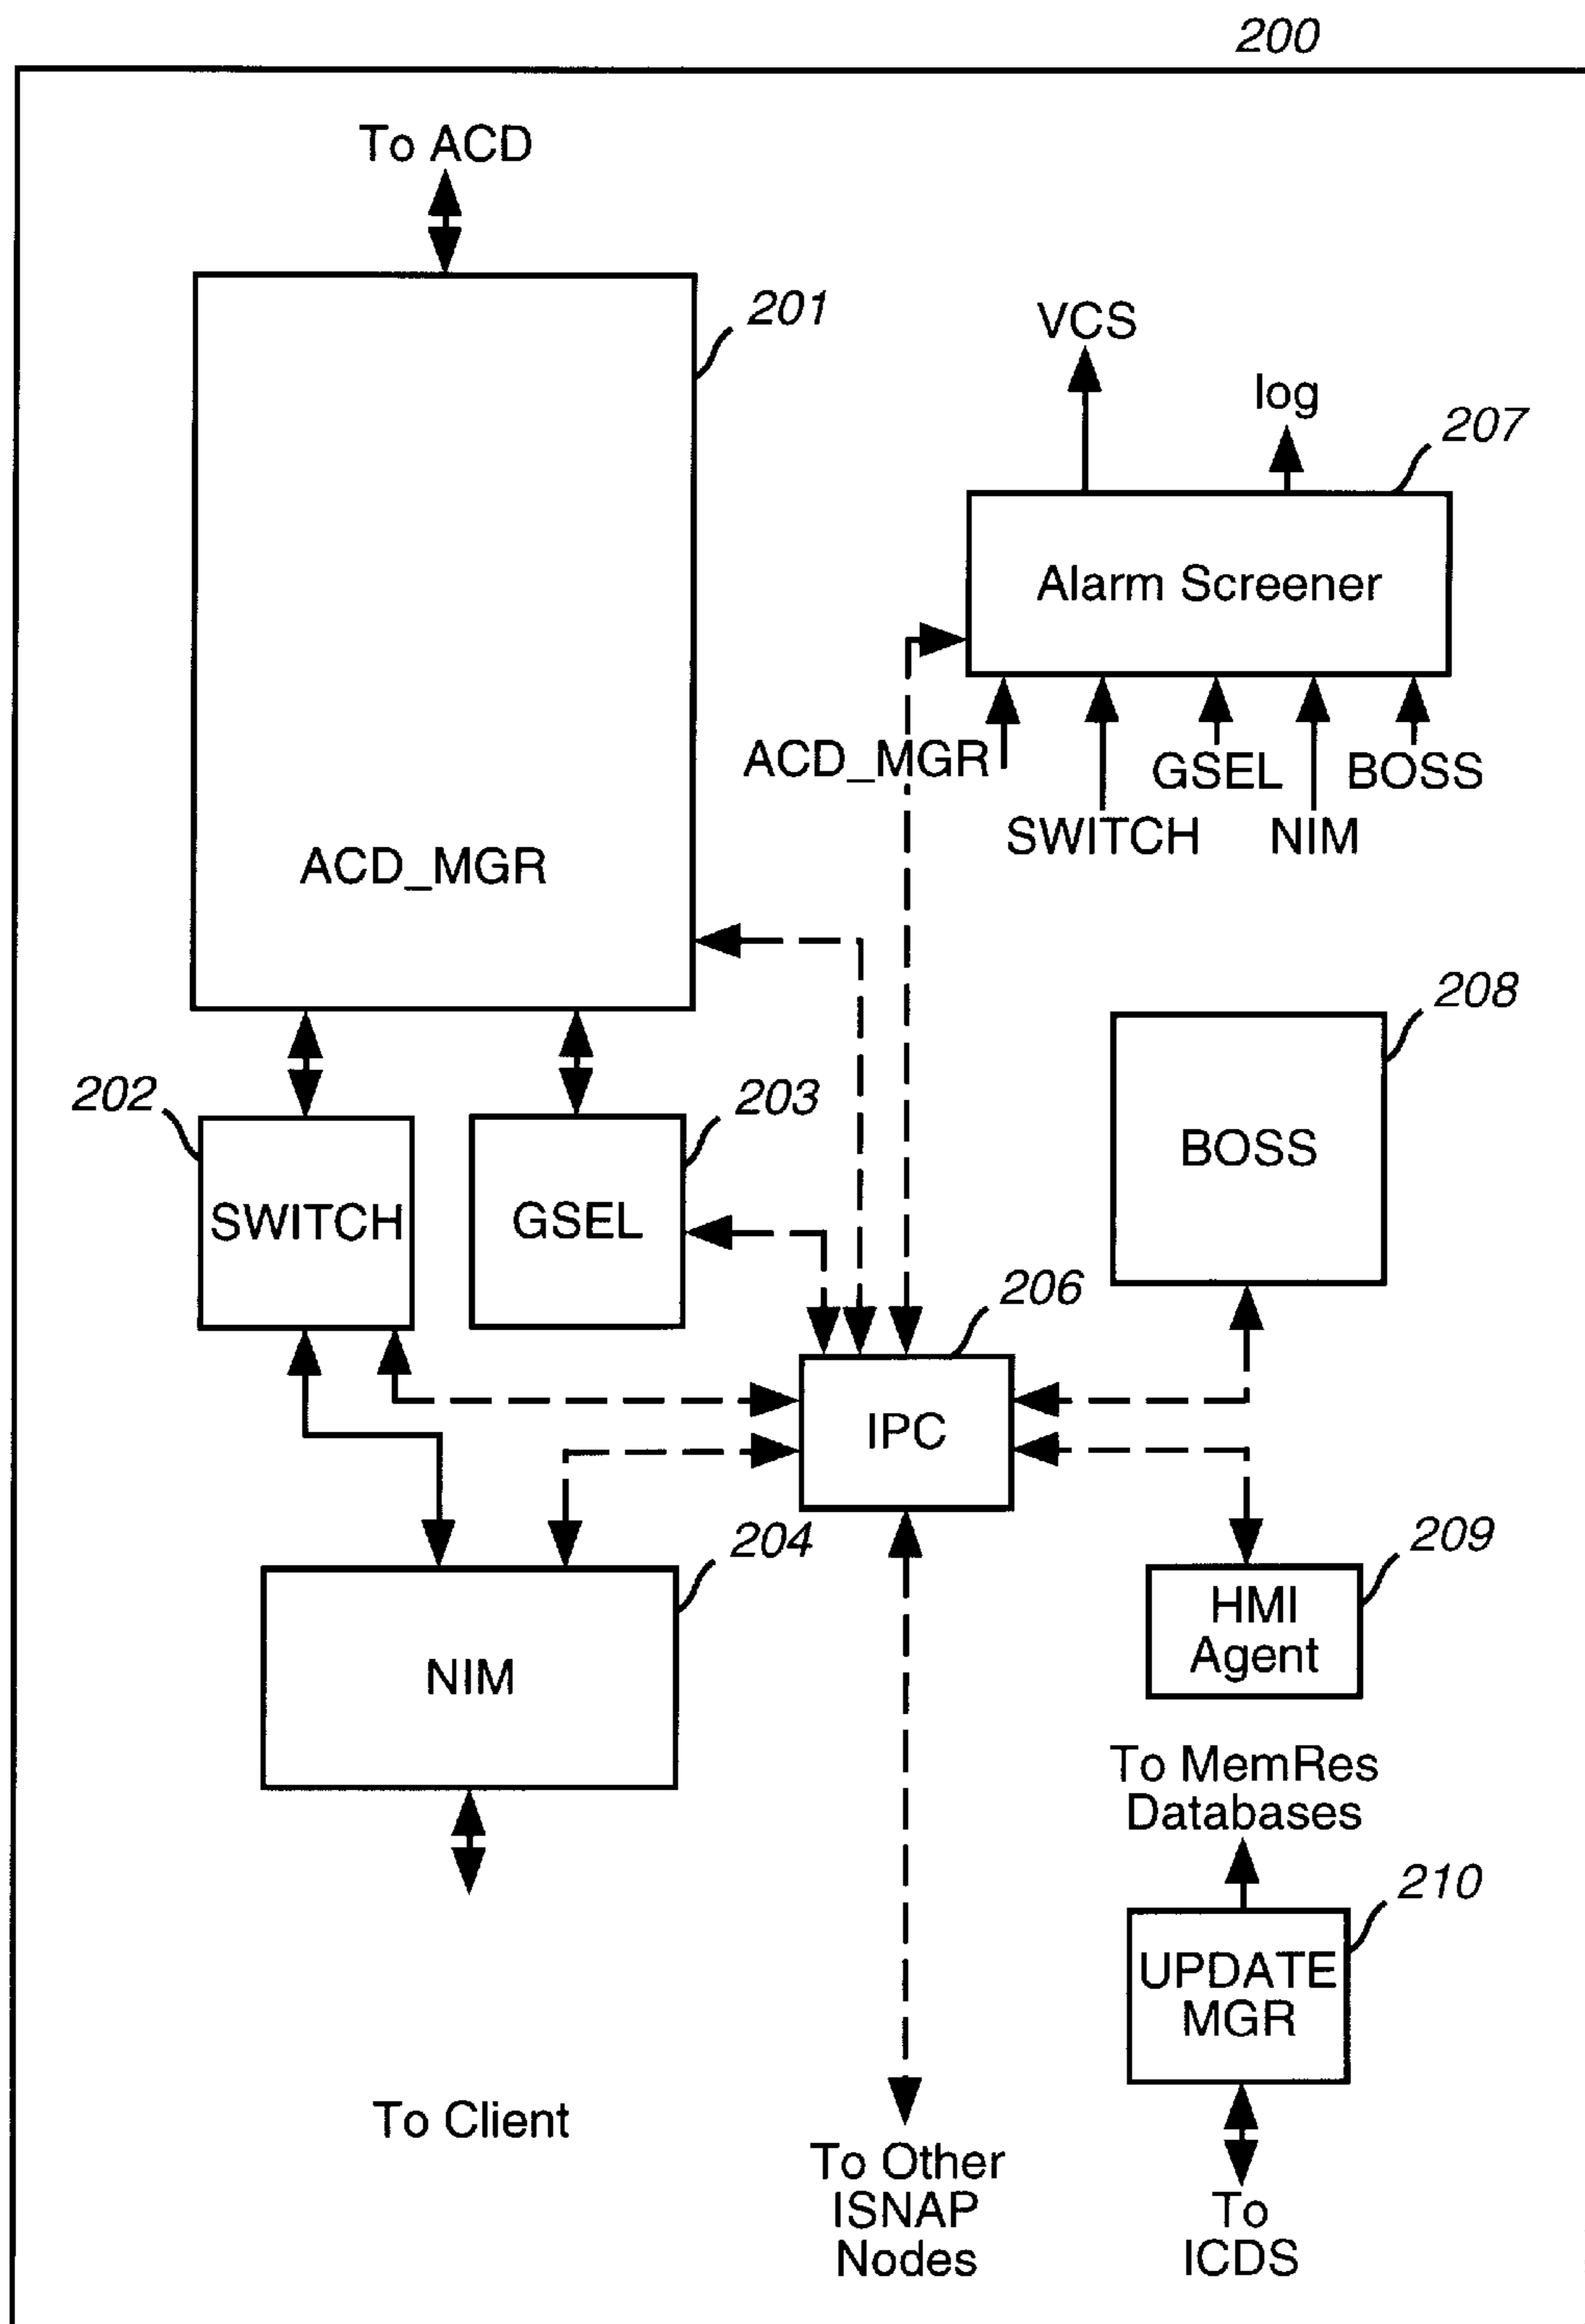 200
To ACD
201
VCS
log
207
Alarm Screener
ACD_MGR
GSEL
BOSS
SWITCH
NIM
ACD_MGR
208
202
203
BOSS
SWITCH
GSEL
206
IPC
204
209
HMI
Agent
NIM
To MemRes
Databases
210
UPDATE
MGR
To Client
To Other
ISNAP
Nodes
To
ICDS